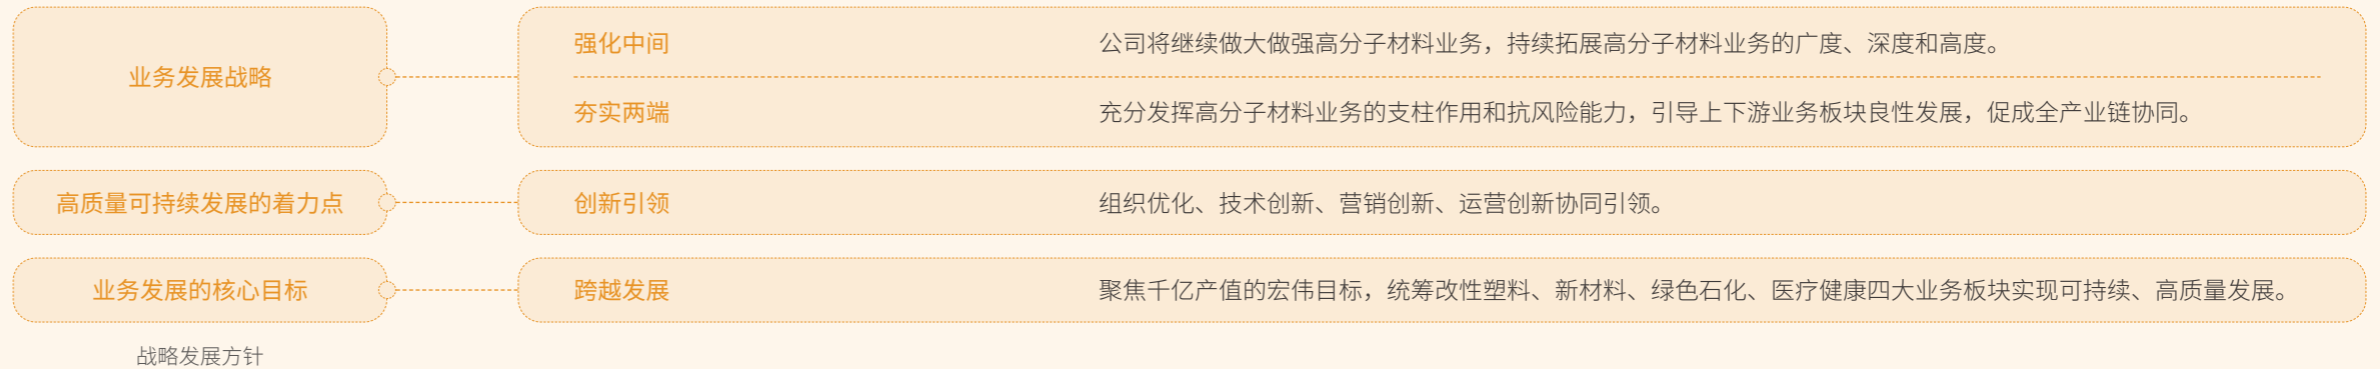 业务发展战略
强化中间
公司将继续做大做强高分子材料业务，持续拓展高分子材料业务的广度、深度和高度。
夯实两端
充分发挥高分子材料业务的支柱作用和抗风险能力，引导上下游业务板块良性发展，促成全产业链协同。
高质量可持续发展的着力点
创新引领
组织优化、技术创新、营销创新、运营创新协同引领。
业务发展的核心目标
跨越发展
聚焦千亿产值的宏伟目标，统筹改性塑料、新材料、绿色石化、医疗健康四大业务板块实现可持续、高质量发展。
战略发展方针